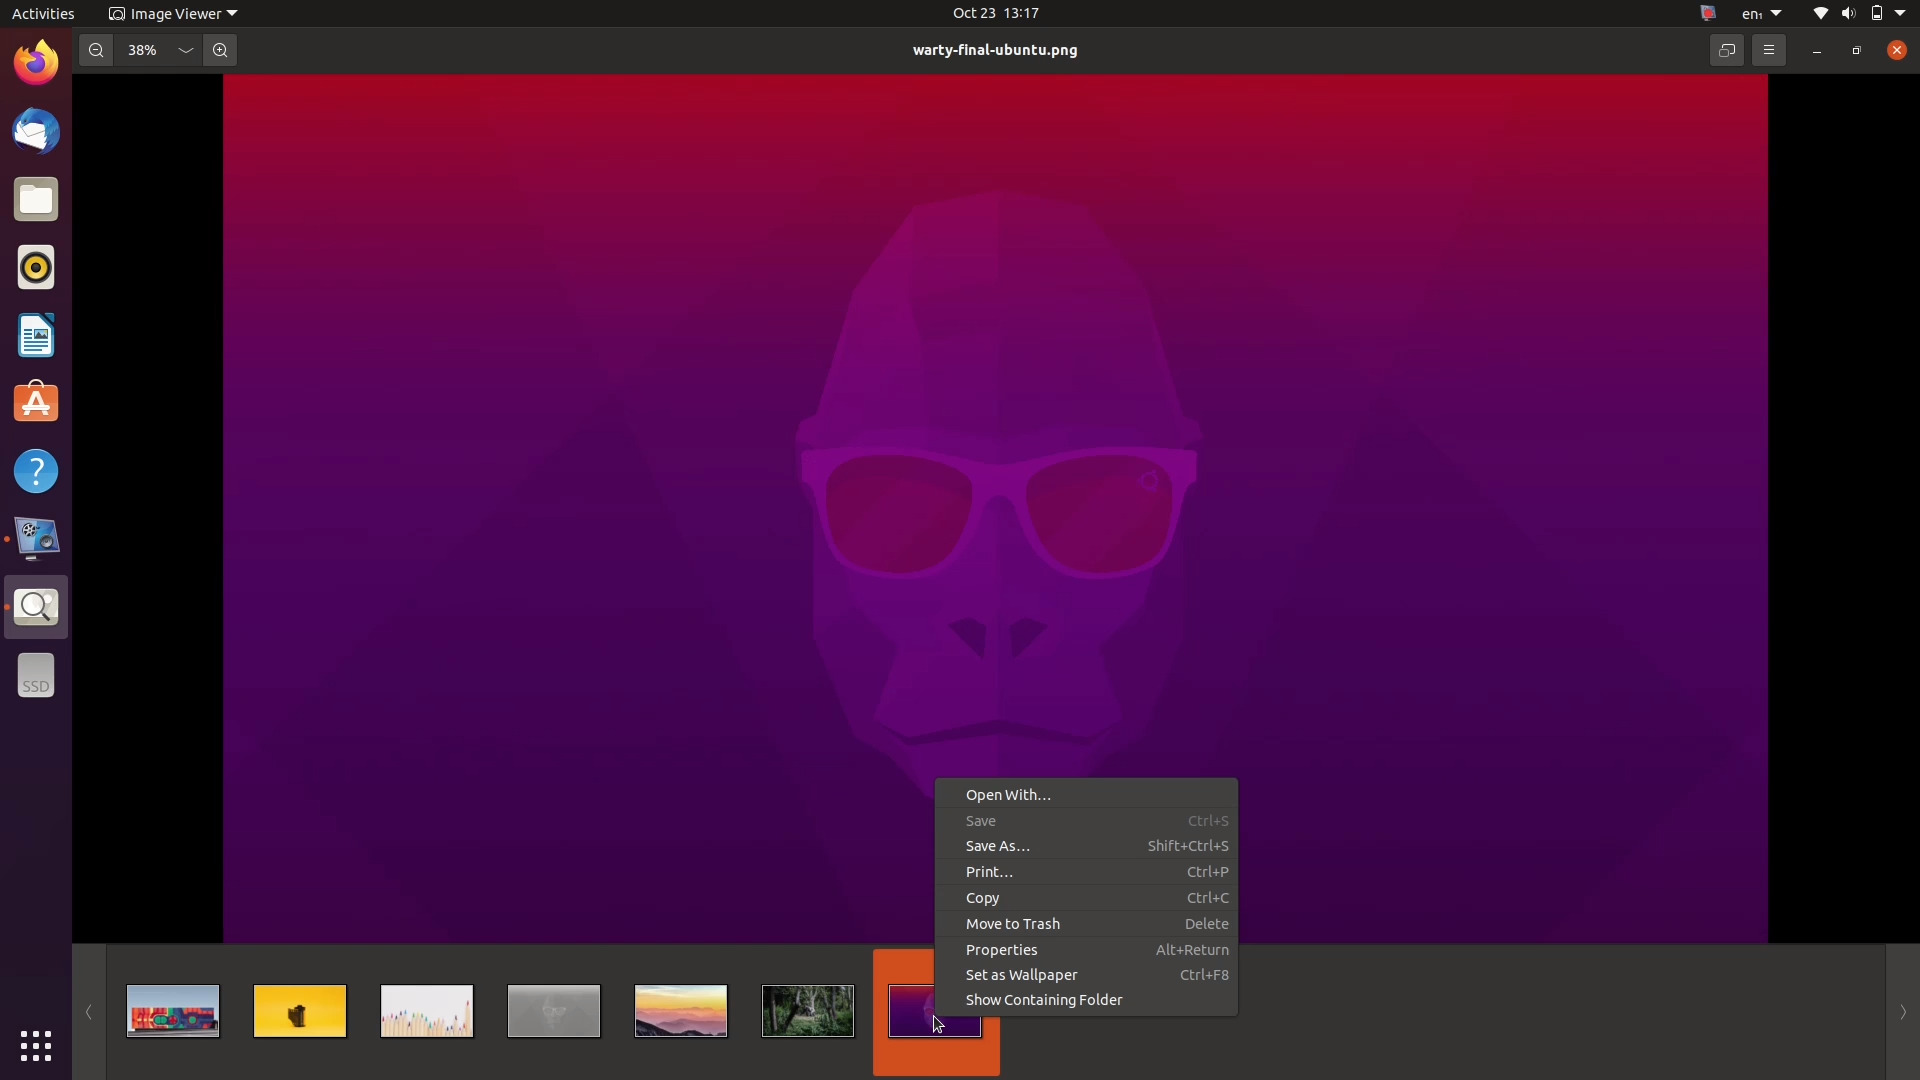 Activities
Image Viewer
Oct 23 13:17
en₁
38%
warty-final-ubuntu.png
SSD
Open With...
Save Ctrl+S
Save As... Shift+Ctrl+S
Print... Ctrl+P
Copy Ctrl+C
Move to Trash Delete
Properties Alt+Return
Set as Wallpaper Ctrl+F8
Show Containing Folder